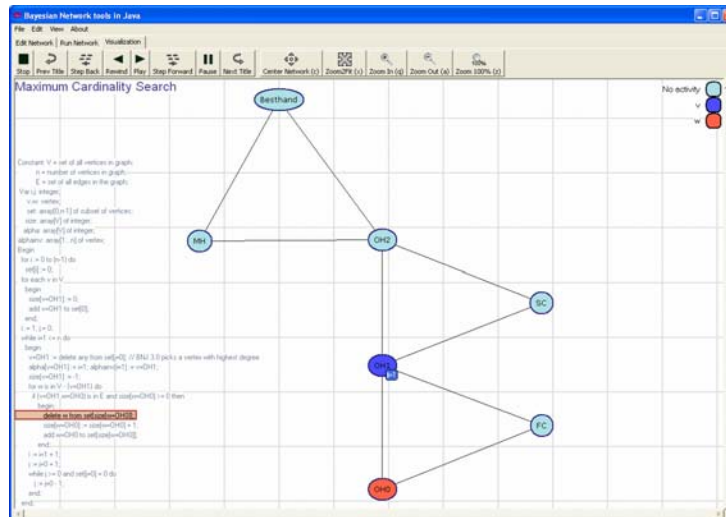 Bayesian Network tools in Java
File Edit View About
Edit Network Run Network Visualization
Stop Prev Title Step Back Rewind Play Step Forward Pause Next Title Center Network (c) Zoom2Fit (x) Zoom In (q) Zoom Out (a) Zoom 100% (z)
Maximum Cardinality Search
No activity
v
w
Besthand
MH
OH2
SC
OH1
FC
OH0
Constant: V = set of all vertices in graph;
n = number of vertices in graph;
E = set of all edges in the graph;
Var i,j: integer;
v,w: vertex;
set: array[0,n-1] of subset of vertices;
size: array[V] of integer;
alpha: array[V] of integer;
alphainv: array[1...n] of vertex;
Begin
for i := 0 to (n-1) do
set[i] := 0;
for each v in V
begin
size[v=OH1] := 0;
add v=OH1 to set[0];
end;
i := 1; j := 0;
while i=1 <= n do
begin
v=OH1 := delete any from set[j=0]; // BNJ 3.0 picks a vertex with highest degree
alpha[v=OH1] := i=1; alphainv[i=1] := v=OH1;
size[v=OH1] := -1;
for w is in V - {v=OH1} do
if (v=OH1,w=OH0) is in E and size[w=OH0] >= 0 then
begin
delete w from set[size[w=OH0]];
size[w=OH0] := size[w=OH0] + 1;
add w=OH0 to set[size[w=OH0]];
end;
i := i=1 + 1;
j := j=0 + 1;
while j >= 0 and set[j=0] = 0 do
j := j=0 - 1;
end;
end;